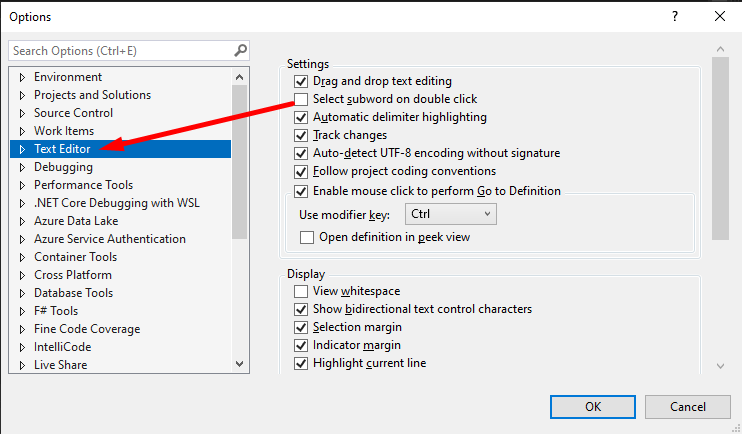 Options
?
Search Options (Ctrl+E)
Environment
Projects and Solutions
Source Control
Work Items
Text Editor
Debugging
Performance Tools
.NET Core Debugging with WSL
Azure Data Lake
Azure Service Authentication
Container Tools
Cross Platform
Database Tools
F# Tools
Fine Code Coverage
IntelliCode
Live Share
Settings
Drag and drop text editing
Select subword on double click
Automatic delimiter highlighting
Track changes
Auto-detect UTF-8 encoding without signature
Follow project coding conventions
Enable mouse click to perform Go to Definition
Use modifier key: Ctrl
Open definition in peek view
Display
View whitespace
Show bidirectional text control characters
Selection margin
Indicator margin
Highlight current line
OK Cancel